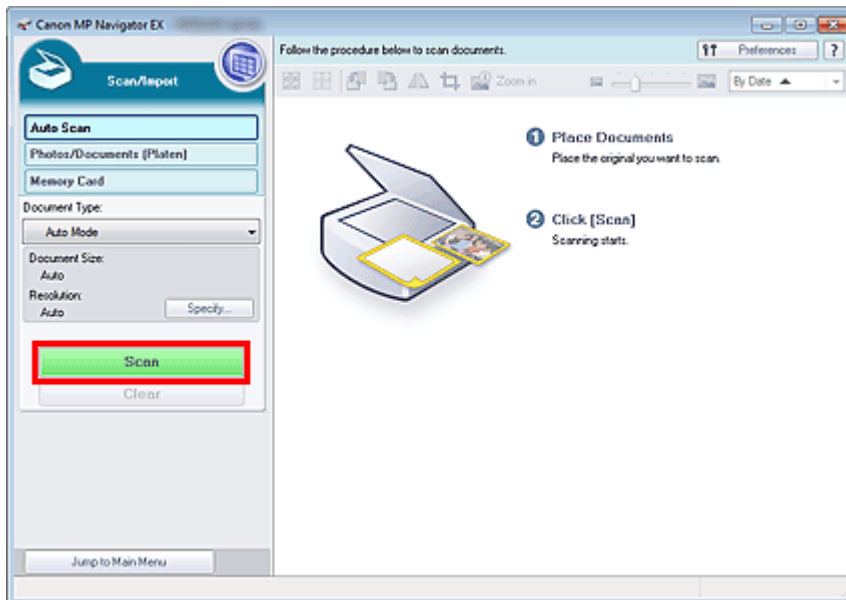 Canon MP Navigator EX
Scan/Import
Auto Scan
Photos/Documents (Platen)
Memory Card
Document Type:
Auto Mode
Document Size:
Auto
Resolution:
Auto
Specify...
Scan
Clear
Jump to Main Menu
Follow the procedure below to scan documents.
Preferences
?
Zoom in
By Date
1 Place Documents
Place the original you want to scan.
2 Click [Scan]
Scanning starts.